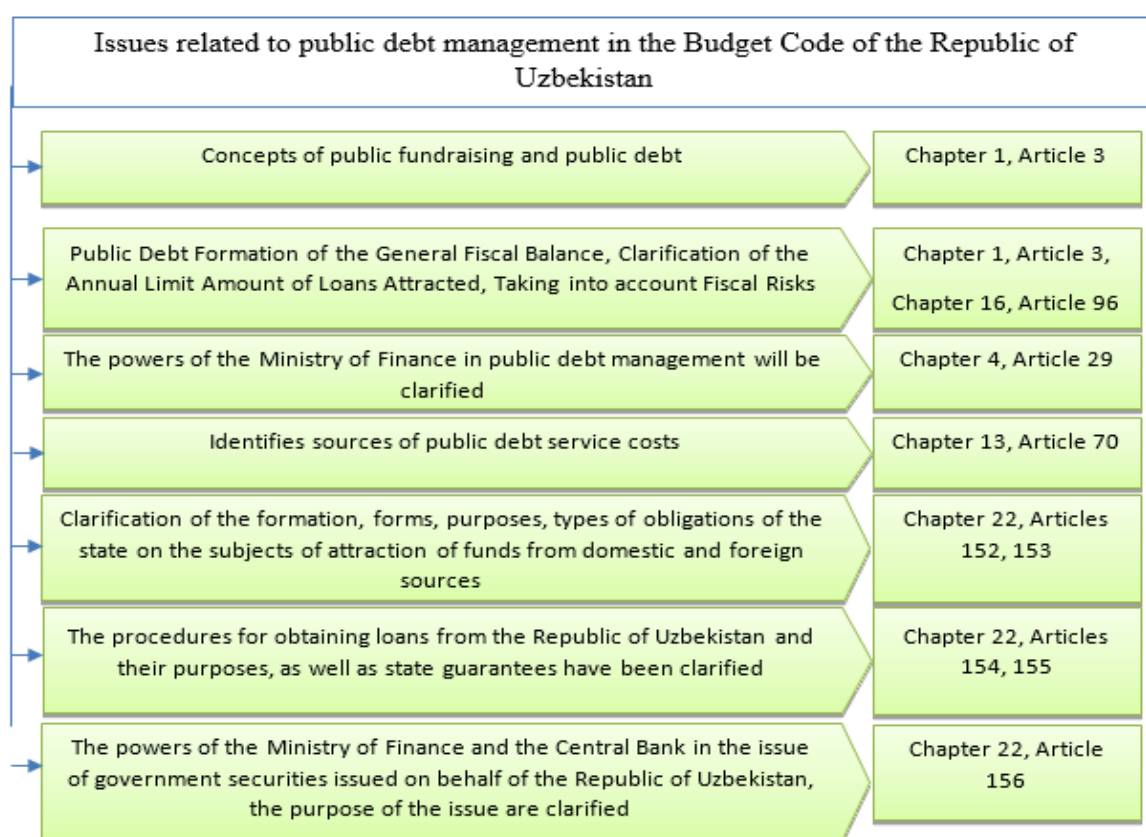 Issues related to public debt management in the Budget Code of the Republic of
Uzbekistan
Concepts of public fundraising and public debt
Chapter 1, Article 3
Public Debt Formation of the General Fiscal Balance, Clarification of the
Annual Limit Amount of Loans Attracted, Taking into account Fiscal Risks
Chapter 1, Article 3,
Chapter 16, Article 96
The powers of the Ministry of Finance in public debt management will be
clarified
Chapter 4, Article 29
Identifies sources of public debt service costs
Chapter 13, Article 70
Clarification of the formation, forms, purposes, types of obligations of the
state on the subjects of attraction of funds from domestic and foreign
sources
Chapter 22, Articles
152, 153
The procedures for obtaining loans from the Republic of Uzbekistan and
their purposes, as well as state guarantees have been clarified
Chapter 22, Articles
154, 155
The powers of the Ministry of Finance and the Central Bank in the issue
of government securities issued on behalf of the Republic of Uzbekistan,
the purpose of the issue are clarified
Chapter 22, Article
156